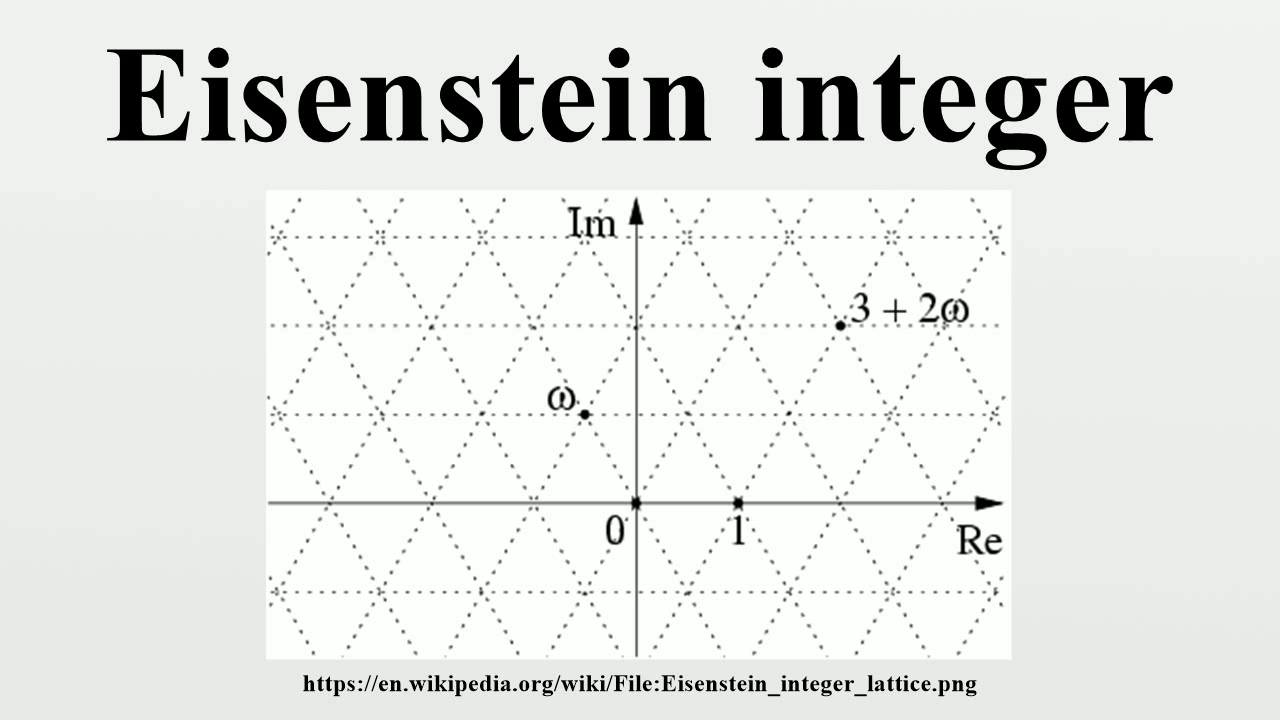 Eisenstein integer
Im
3 + 2ω
ω
0
1
Re
https://en.wikipedia.org/wiki/File:Eisenstein_integer_lattice.png